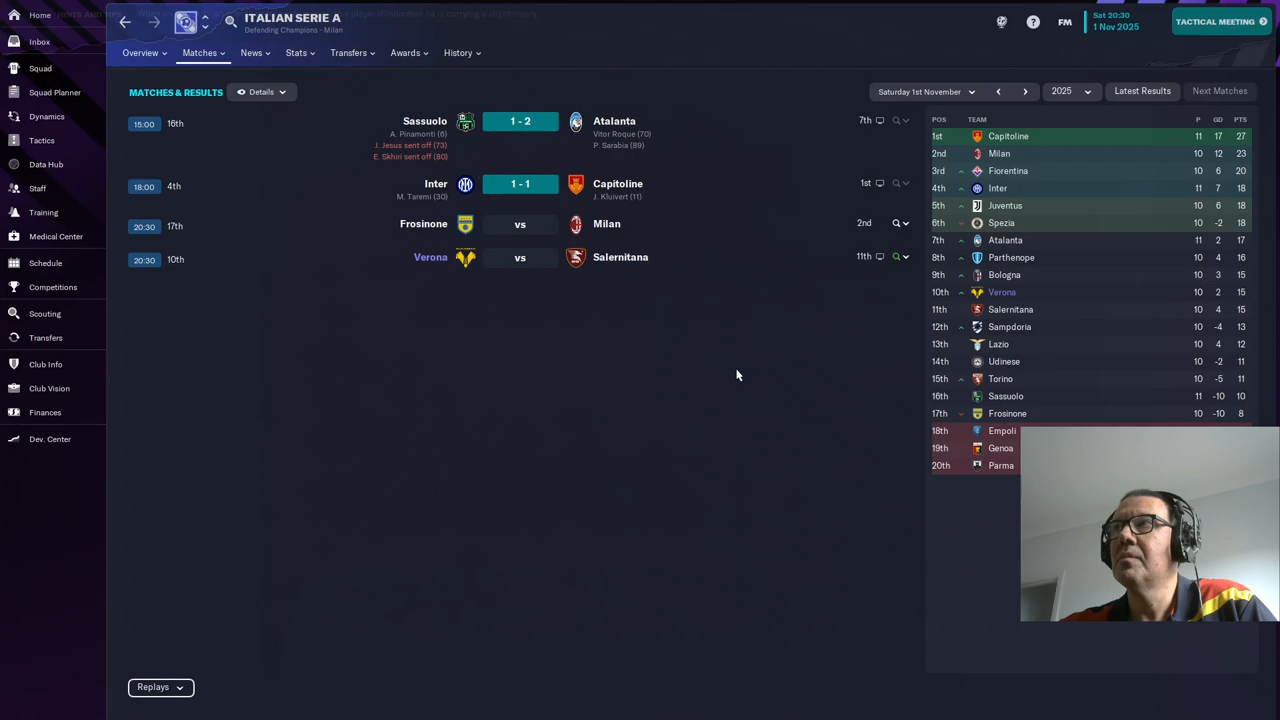 Home
Inbox
Squad
Squad Planner
Dynamics
Tactics
Data Hub
Staff
Training
Medical Center
Schedule
Competitions
Scouting
Transfers
Club Info
Club Vision
Finances
Dev. Center
ITALIAN SERIE A
Defending Champions - Milan
FM
Sat 20:30
1 Nov 2025
TACTICAL MEETING
Overview
Matches
News
Stats
Transfers
Awards
History
MATCHES & RESULTS
Details
Saturday 1st November
2025
Latest Results
Next Matches
15:00 16th Sassuolo 1 - 2 Atalanta 7th
A. Pinamonti (6) Vitor Roque (70)
J. Jesus sent off (73) P. Sarabia (89)
E. Skhiri sent off (80)
18:00 4th Inter 1 - 1 Capitoline 1st
M. Taremi (30) J. Kluivert (11)
20:30 17th Frosinone vs Milan 2nd
20:30 10th Verona vs Salernitana 11th
POS TEAM P GD PTS
1st Capitoline 11 17 27
2nd Milan 10 12 23
3rd Fiorentina 10 6 20
4th Inter 11 7 18
5th Juventus 10 6 18
6th Spezia 10 -2 18
7th Atalanta 11 2 17
8th Parthenope 10 4 16
9th Bologna 10 3 15
10th Verona 10 2 15
11th Salernitana 10 4 15
12th Sampdoria 10 -4 13
13th Lazio 10 4 12
14th Udinese 10 -2 11
15th Torino 10 -5 11
16th Sassuolo 11 -10 10
17th Frosinone 10 -10 8
18th Empoli
19th Genoa
20th Parma
Replays